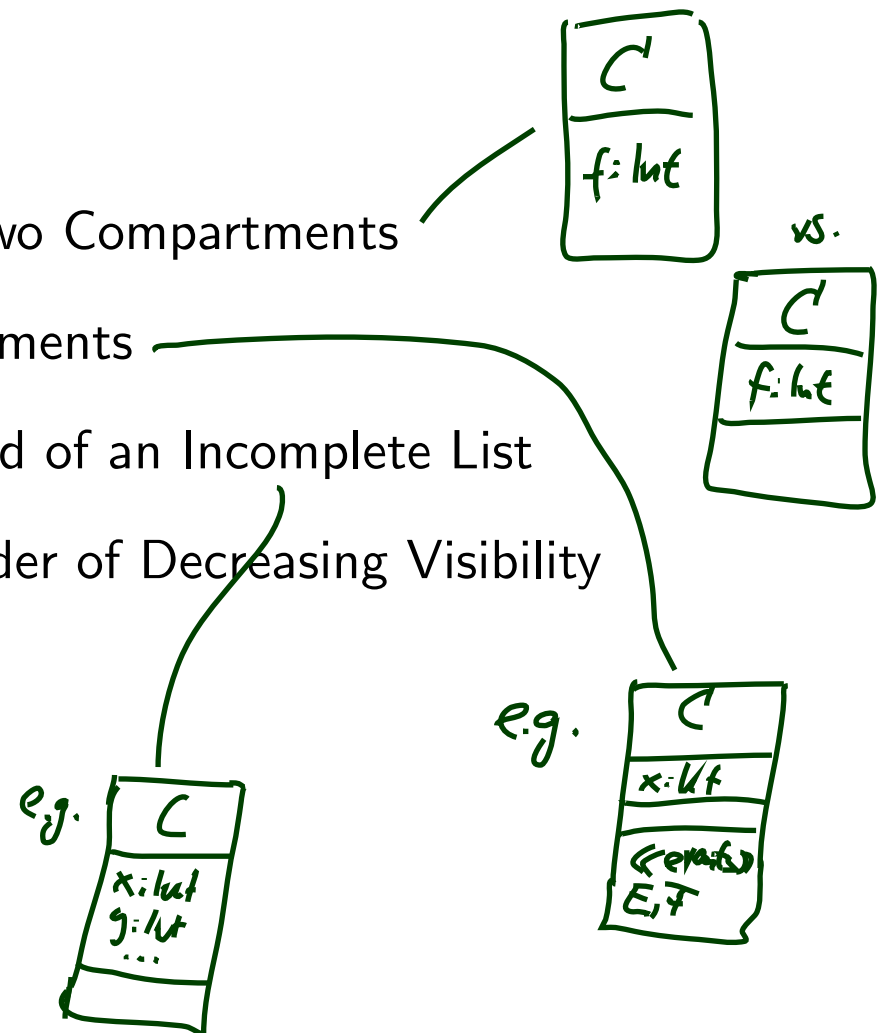 C
f: Int
wo Compartments
vs.
C
f: Int
ments
d of an Incomplete List
der of Decreasing Visibility
e.g.
C
x: Int
E, F
e.g.
C
x: Int
g: Int
...